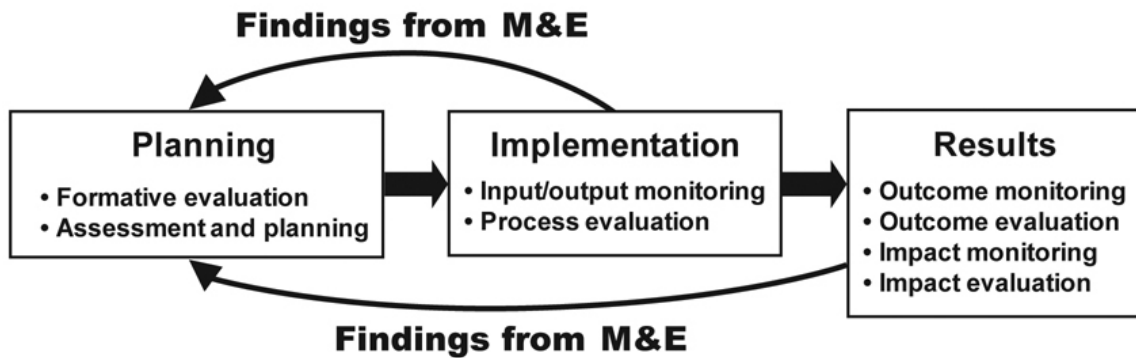 Findings from M&E
Planning
• Formative evaluation
• Assessment and planning
Implementation
• Input/output monitoring
• Process evaluation
Results
• Outcome monitoring
• Outcome evaluation
• Impact monitoring
• Impact evaluation
Findings from M&E